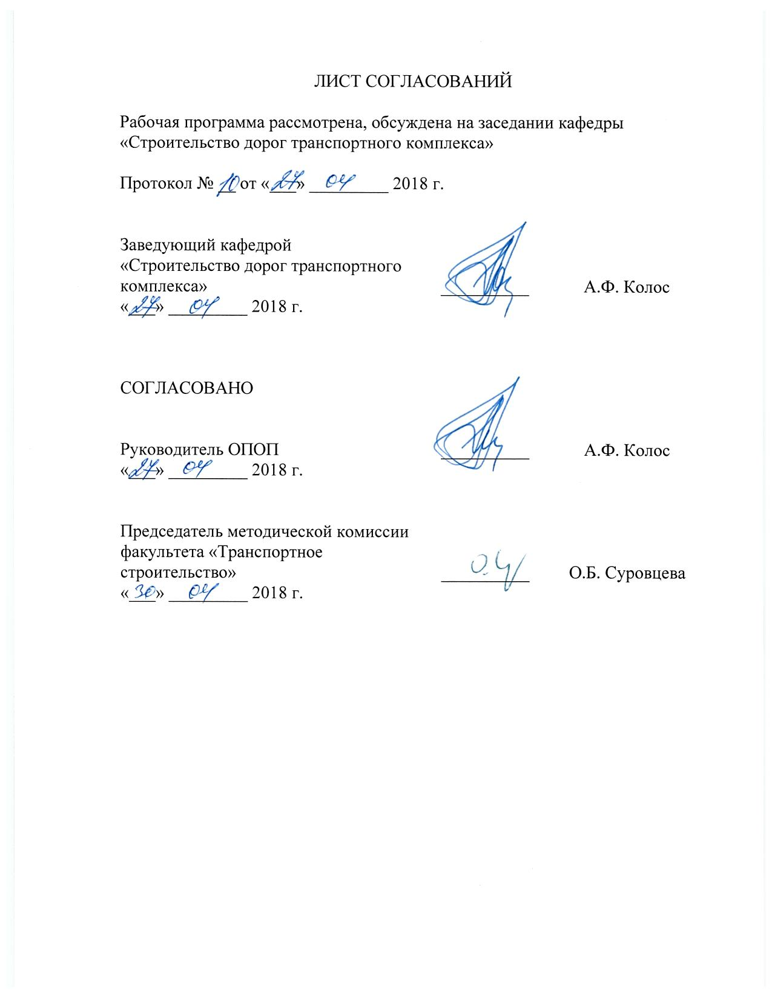 ЛИСТ СОГЛАСОВАНИЙ
Рабочая программа рассмотрена, обсуждена на заседании кафедры
«Строительство дорог транспортного комплекса»
Протокол № 10 от «27» 04 2018 г.
Заведующий кафедрой
«Строительство дорог транспортного
комплекса» А.Ф. Колос
«27» 04 2018 г.
СОГЛАСОВАНО
Руководитель ОПОП А.Ф. Колос
«27» 04 2018 г.
Председатель методической комиссии
факультета «Транспортное
строительство» О.Б. Суровцева
«30» 04 2018 г.